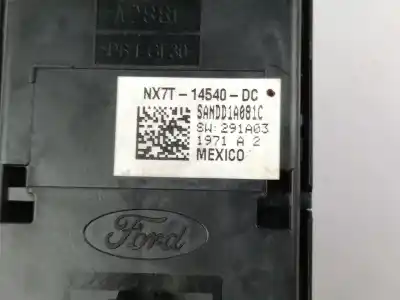 NX7T-14540-DC
SANDD1A081C
SW:291A03
1971 A 2
MEXICO
Ford